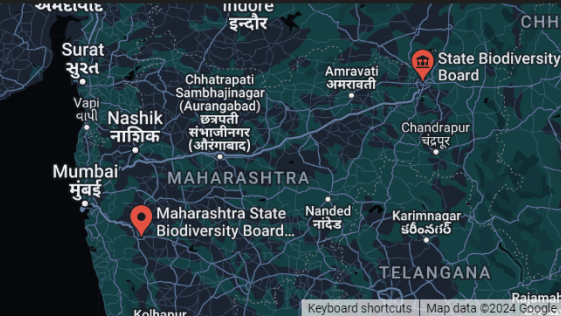 अमदावाद
Indore
इन्दौर
CHH
Surat
સુરત
State Biodiversity
Board
Amravati
अमरावती
Chhatrapati
Sambhajinagar
(Aurangabad)
छत्रपती
संभाजीनगर
(औरंगाबाद)
Vapi
વાપી
Nashik
नाशिक
Chandrapur
चंद्रपूर
Mumbai
मुंबई
MAHARASHTRA
Maharashtra State
Biodiversity Board...
Nanded
नांदेड
Karimnagar
కరీంనగర్
TELANGANA
Rajamah
Kolhapur
Keyboard shortcuts
Map data ©2024 Google